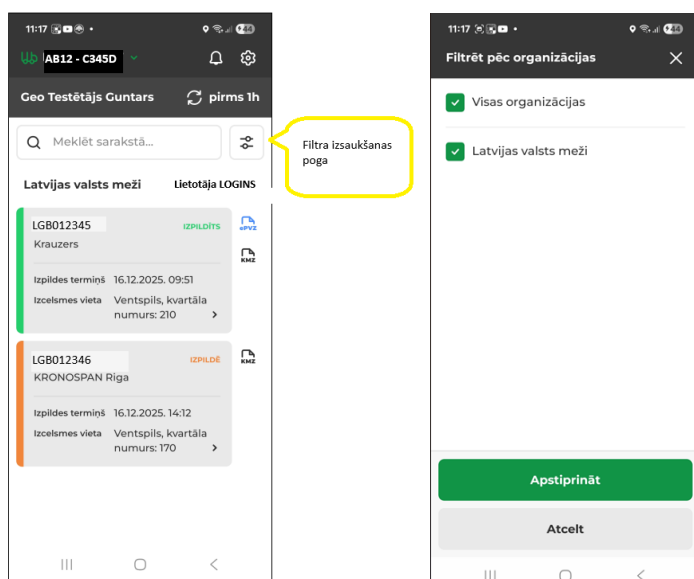 11:17
44
AB12 - C345D
Geo Testētājs Guntars
pirms 1h
Meklēt sarakstā...
Latvijas valsts meži
Lietotāja LOGINS
LGB012345
IZPILDĪTS
ePVZ
Krauzers
KMZ
Izpildes termiņš 16.12.2025. 09:51
Izcelsmes vieta Ventspils, kvartāla
numurs: 210
LGB012346
IZPILDĒ
KMZ
KRONOSPAN Riga
Izpildes termiņš 16.12.2025. 14:12
Izcelsmes vieta Ventspils, kvartāla
numurs: 170
Filtra izsaukšanas
poga
11:17
44
Filtrēt pēc organizācijas
Visas organizācijas
Latvijas valsts meži
Apstiprināt
Atcelt